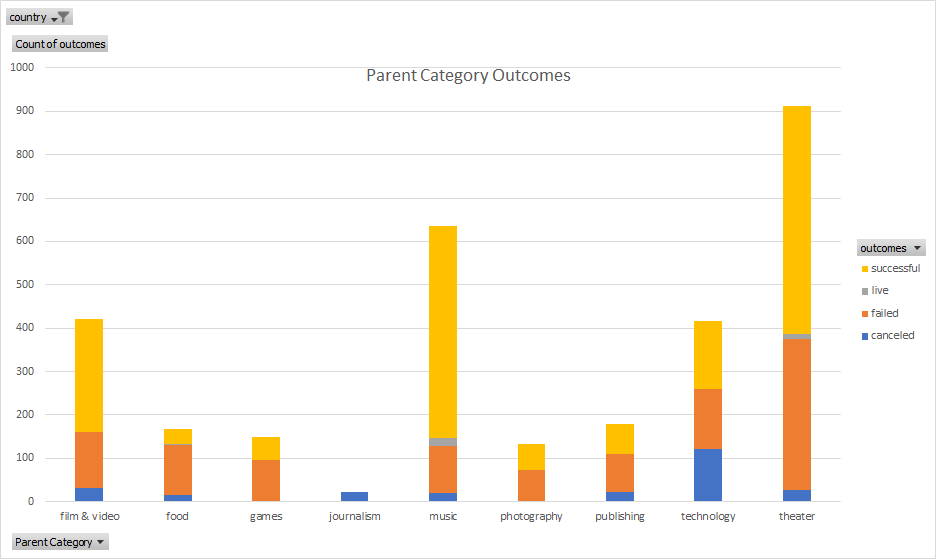 country
Count of outcomes
Parent Category Outcomes
1000
900
800
700
600
500
400
300
200
100
0
film & video food games journalism music photography publishing technology theater
outcomes
successful
live
failed
canceled
Parent Category